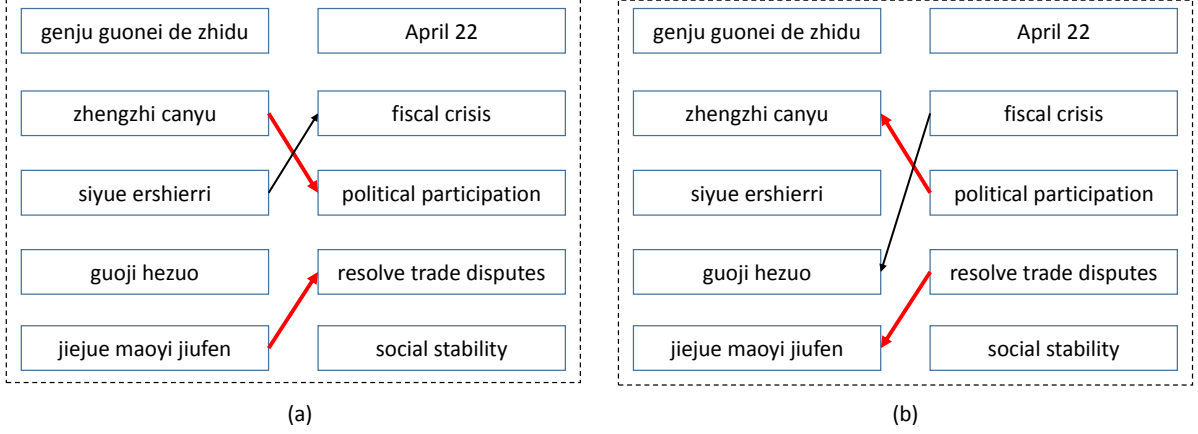 genju guonei de zhidu
April 22
zhengzhi canyu
fiscal crisis
siyue ershierri
political participation
guoji hezuo
resolve trade disputes
jiejue maoyi jiufen
social stability
(a)
genju guonei de zhidu
April 22
zhengzhi canyu
fiscal crisis
siyue ershierri
political participation
guoji hezuo
resolve trade disputes
jiejue maoyi jiufen
social stability
(b)